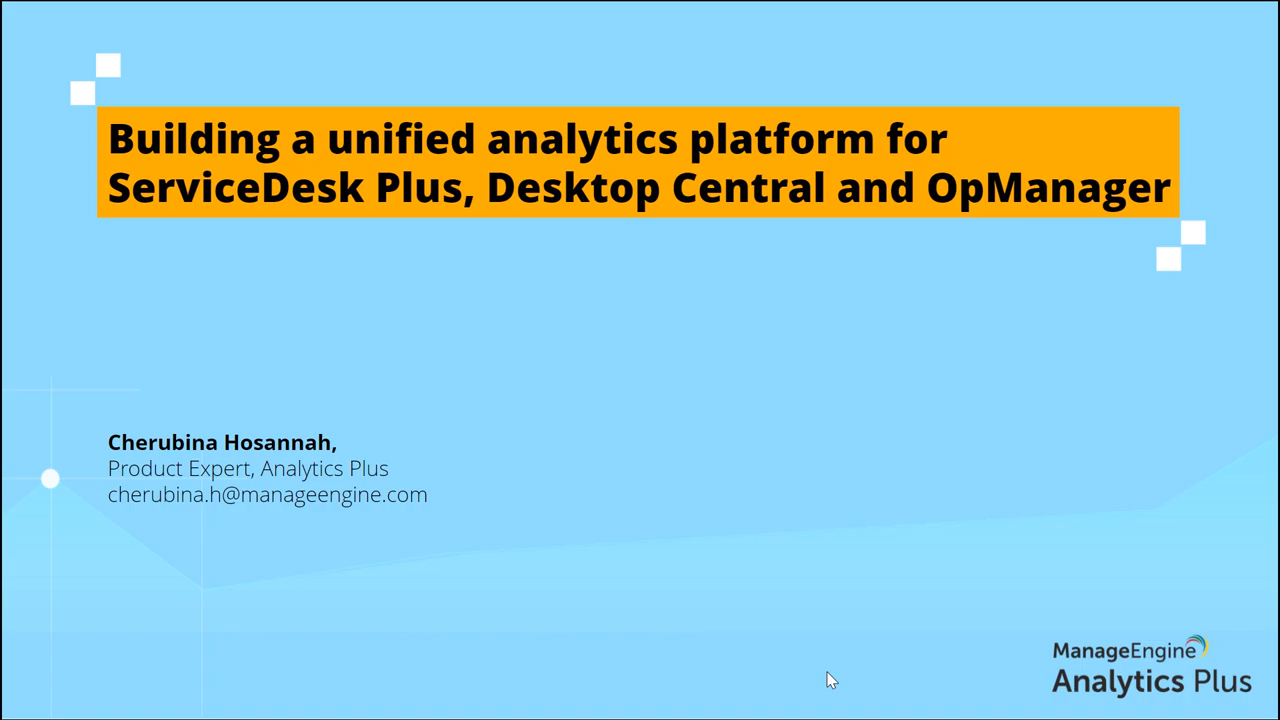 Building a unified analytics platform for
ServiceDesk Plus, Desktop Central and OpManager
Cherubina Hosannah,
Product Expert, Analytics Plus
cherubina.h@manageengine.com
ManageEngine
Analytics Plus